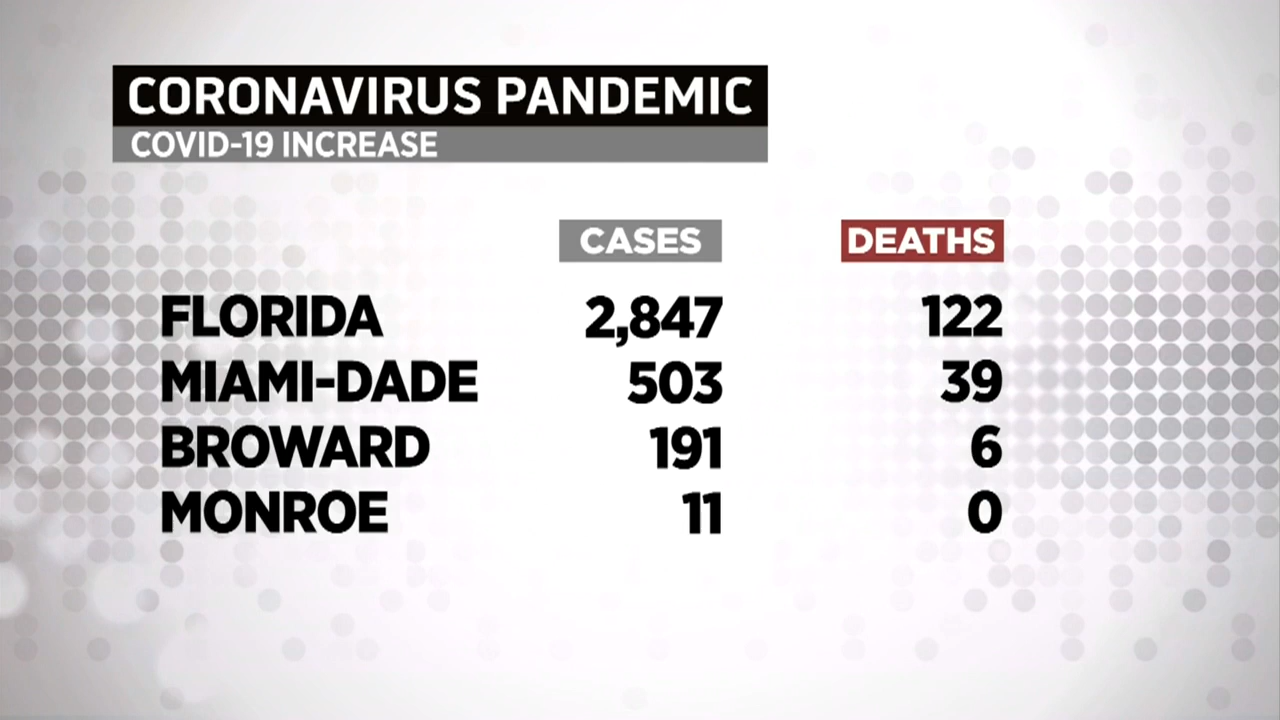 CORONAVIRUS PANDEMIC
COVID-19 INCREASE
CASES DEATHS
FLORIDA 2,847 122
MIAMI-DADE 503 39
BROWARD 191 6
MONROE 11 0